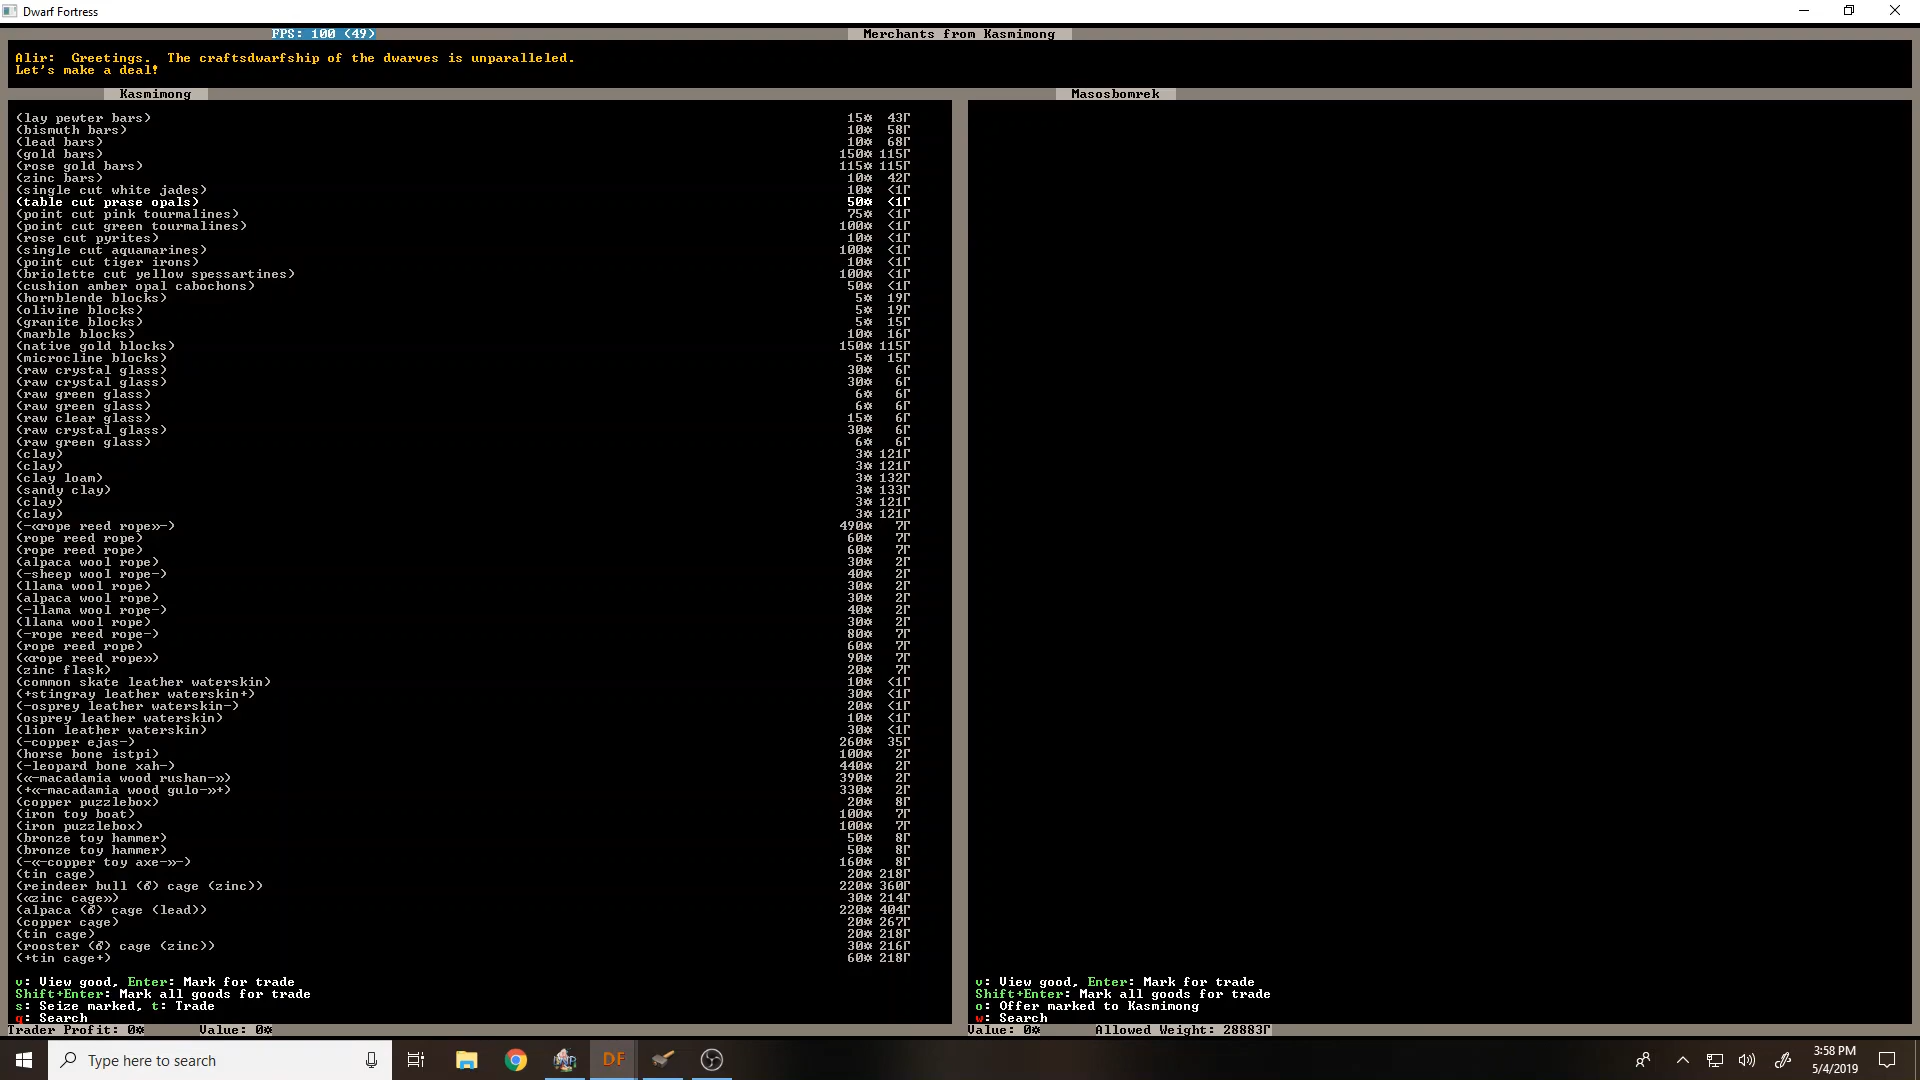 Dwarf Fortress
FPS: 100 (49)
Merchants from Kasmimong
Alir:  Greetings.  The craftsdwarfship of the dwarves is unparalleled.
Let's make a deal!
Kasmimong
Masosbomrek
(lay pewter bars) 15☼ 43Γ
(bismuth bars) 10☼ 58Γ
(lead bars) 10☼ 68Γ
(gold bars) 150☼ 115Γ
(rose gold bars) 115☼ 115Γ
(zinc bars) 10☼ 42Γ
(single cut white jades) 10☼ <1Γ
(table cut prase opals) 50☼ <1Γ
(point cut pink tourmalines) 75☼ <1Γ
(point cut green tourmalines) 100☼ <1Γ
(rose cut pyrites) 10☼ <1Γ
(single cut aquamarines) 100☼ <1Γ
(point cut tiger irons) 10☼ <1Γ
(briolette cut yellow spessartines) 100☼ <1Γ
(cushion amber opal cabochons) 50☼ <1Γ
(hornblende blocks) 5☼ 19Γ
(olivine blocks) 5☼ 19Γ
(granite blocks) 5☼ 15Γ
(marble blocks) 10☼ 16Γ
(native gold blocks) 150☼ 115Γ
(microcline blocks) 5☼ 15Γ
(raw crystal glass) 30☼ 6Γ
(raw crystal glass) 30☼ 6Γ
(raw green glass) 6☼ 6Γ
(raw green glass) 6☼ 6Γ
(raw clear glass) 15☼ 6Γ
(raw crystal glass) 30☼ 6Γ
(raw green glass) 6☼ 6Γ
(clay) 3☼ 121Γ
(clay) 3☼ 121Γ
(clay loam) 3☼ 132Γ
(sandy clay) 3☼ 133Γ
(clay) 3☼ 121Γ
(clay) 3☼ 121Γ
(-«rope reed rope»-) 490☼ 7Γ
(rope reed rope) 60☼ 7Γ
(rope reed rope) 60☼ 7Γ
(alpaca wool rope) 30☼ 2Γ
(-sheep wool rope-) 40☼ 2Γ
(llama wool rope) 30☼ 2Γ
(alpaca wool rope) 30☼ 2Γ
(-llama wool rope-) 40☼ 2Γ
(llama wool rope) 30☼ 2Γ
(-rope reed rope-) 80☼ 7Γ
(rope reed rope) 60☼ 7Γ
(«rope reed rope») 90☼ 7Γ
(zinc flask) 20☼ 7Γ
(common skate leather waterskin) 10☼ <1Γ
(+stingray leather waterskin+) 30☼ <1Γ
(-osprey leather waterskin-) 20☼ <1Γ
(osprey leather waterskin) 10☼ <1Γ
(lion leather waterskin) 30☼ <1Γ
(-copper ejas-) 260☼ 35Γ
(horse bone istpi) 100☼ 2Γ
(-leopard bone xah-) 440☼ 2Γ
(«-macadamia wood rushan-») 390☼ 2Γ
(+«-macadamia wood gulo-»+) 330☼ 2Γ
(copper puzzlebox) 20☼ 8Γ
(iron toy boat) 100☼ 7Γ
(iron puzzlebox) 100☼ 7Γ
(bronze toy hammer) 50☼ 8Γ
(bronze toy hammer) 50☼ 8Γ
(-«-copper toy axe-»-) 160☼ 8Γ
(tin cage) 20☼ 218Γ
(reindeer bull (♂) cage (zinc)) 220☼ 360Γ
(«zinc cage») 30☼ 214Γ
(alpaca (♂) cage (lead)) 220☼ 404Γ
(copper cage) 20☼ 267Γ
(tin cage) 20☼ 218Γ
(rooster (♂) cage (zinc)) 30☼ 216Γ
(+tin cage+) 60☼ 218Γ
v: View good, Enter: Mark for trade
Shift+Enter: Mark all goods for trade
s: Seize marked, t: Trade
q: Search
Trader Profit: 0☼ Value: 0☼
v: View good, Enter: Mark for trade
Shift+Enter: Mark all goods for trade
o: Offer marked to Kasmimong
w: Search
Value: 0☼ Allowed Weight: 28883Γ
Type here to search
DF
3:58 PM
5/4/2019